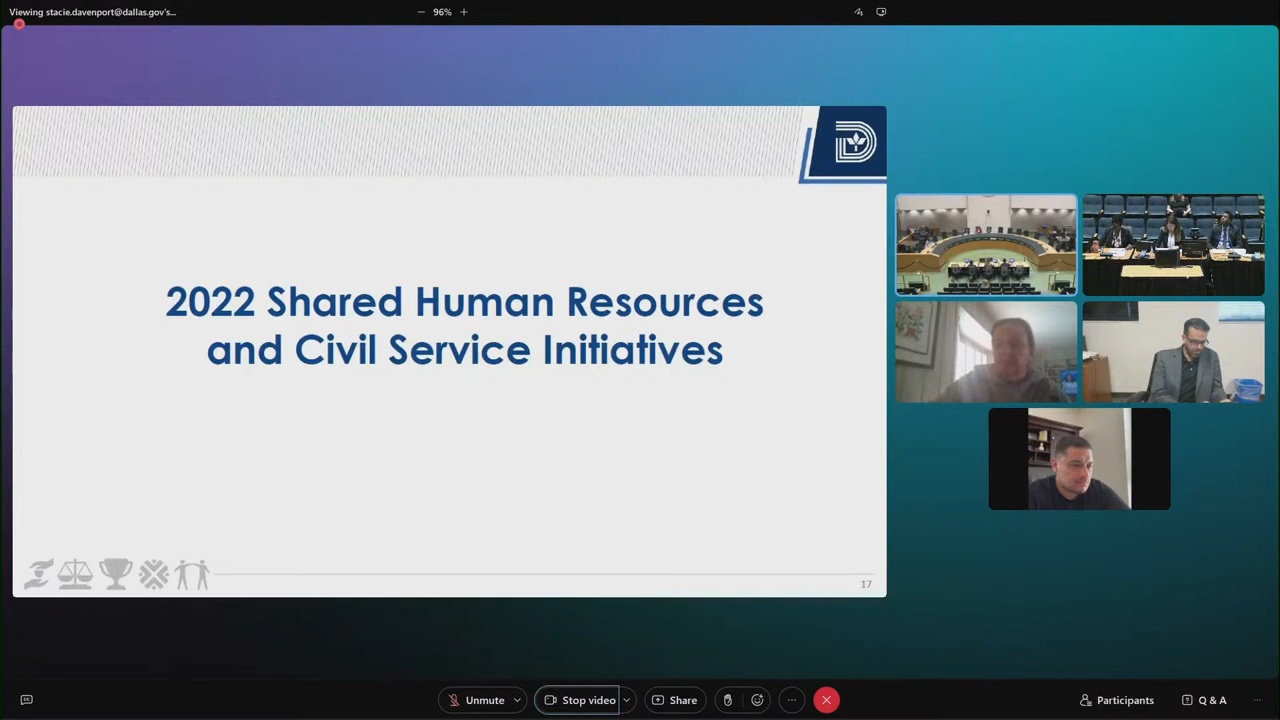 Viewing stacie.davenport@dallas.gov's...
96%
2022 Shared Human Resources
and Civil Service Initiatives
17
Unmute
Stop video
Share
Participants
Q & A